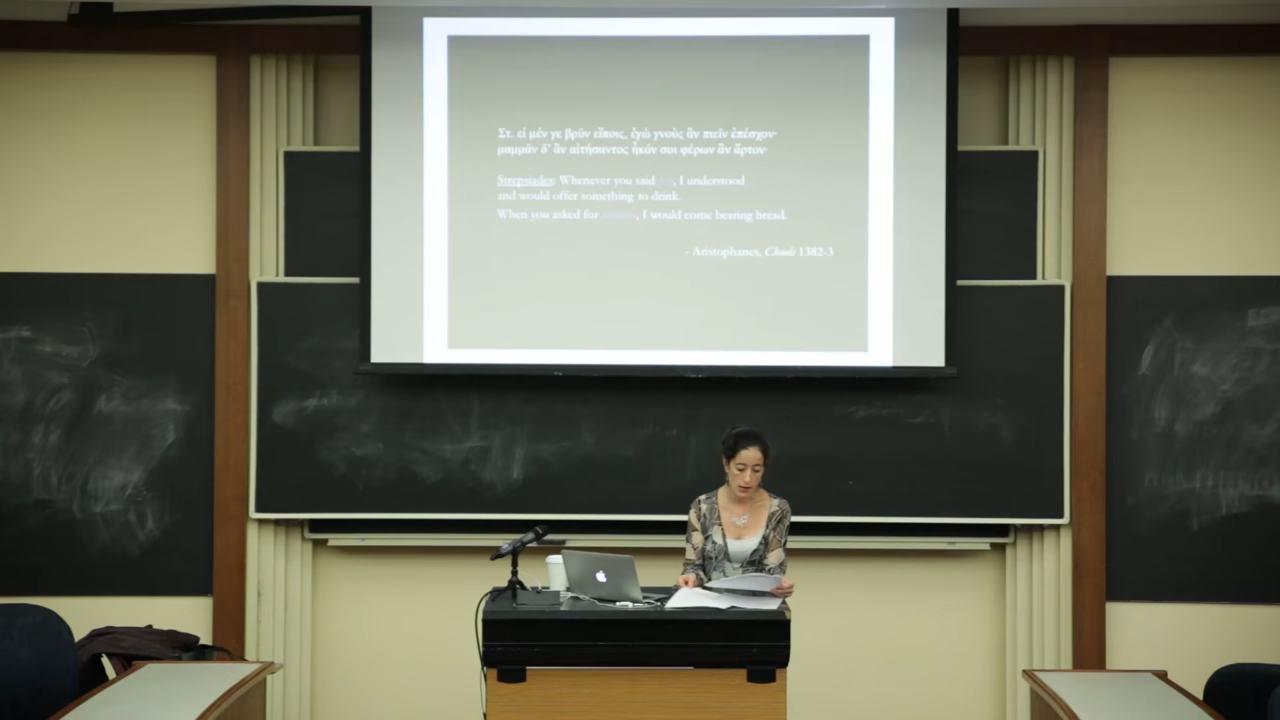 Στ. εἰ μέν γε βρῦν εἴποις, ἐγὼ γνοὺς ἂν πιεῖν ἐπέσχον·
μαμμᾶν δ’ ἂν αἰτήσαντος ἧκόν σοι φέρων ἂν ἄρτον·
Strepsiades: Whenever you said , I understood
and would offer something to drink.
When you asked for , I would come bearing bread.
- Aristophanes, Clouds 1382-3